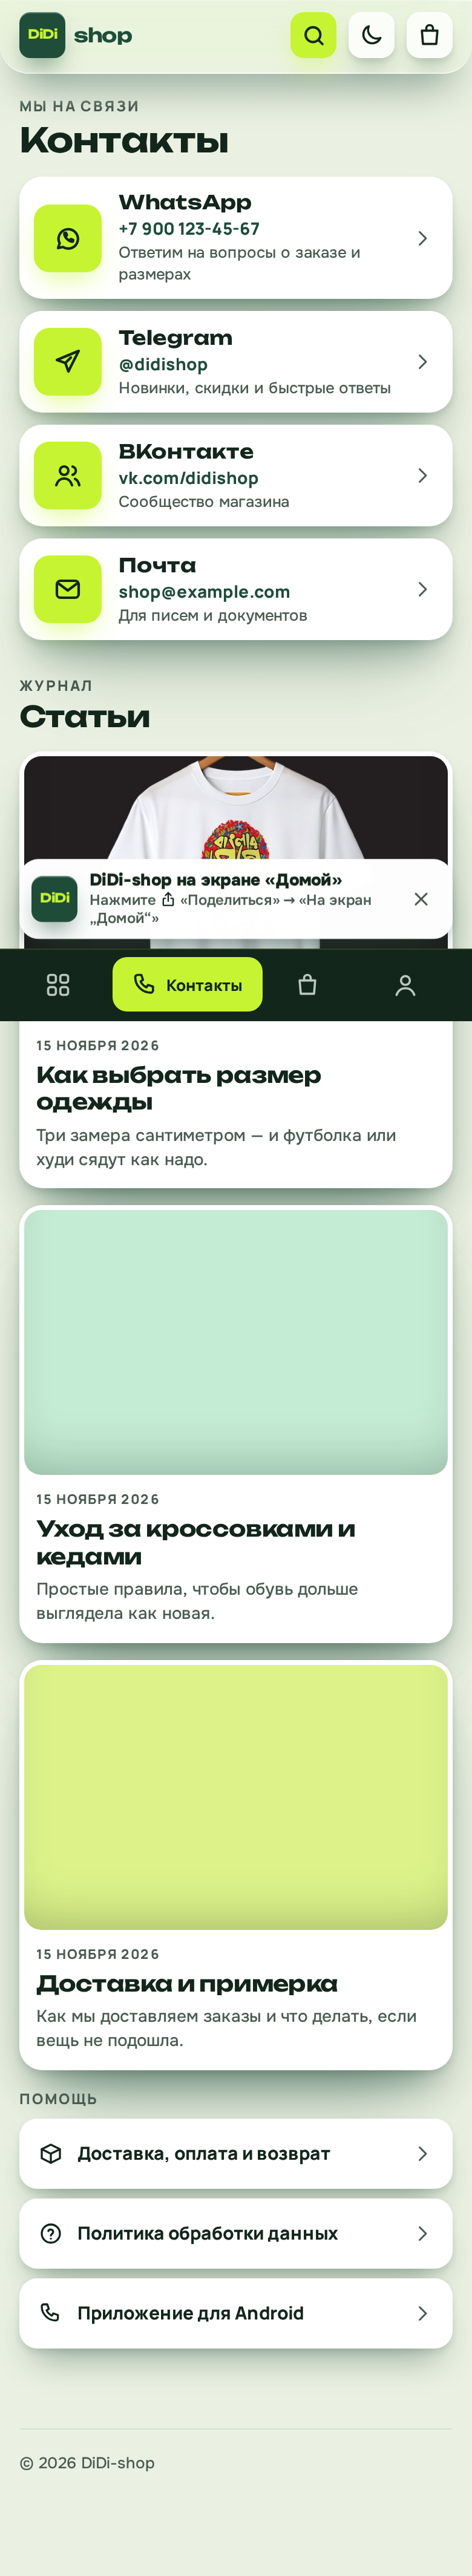 DiDi shop
МЫ НА СВЯЗИ
Контакты
WhatsApp
+7 900 123-45-67
Ответим на вопросы о заказе и
размерах
Telegram
@didishop
Новинки, скидки и быстрые ответы
ВКонтакте
vk.com/didishop
Сообщество магазина
Почта
shop@example.com
Для писем и документов
ЖУРНАЛ
Статьи
DiDi
DiDi-shop на экране «Домой»
Нажмите «Поделиться» → «На экран
„Домой“»
Контакты
15 НОЯБРЯ 2026
Как выбрать размер
одежды
Три замера сантиметром — и футболка или
худи сядут как надо.
15 НОЯБРЯ 2026
Уход за кроссовками и
кедами
Простые правила, чтобы обувь дольше
выглядела как новая.
15 НОЯБРЯ 2026
Доставка и примерка
Как мы доставляем заказы и что делать, если
вещь не подошла.
ПОМОЩЬ
Доставка, оплата и возврат
Политика обработки данных
Приложение для Android
© 2026 DiDi-shop